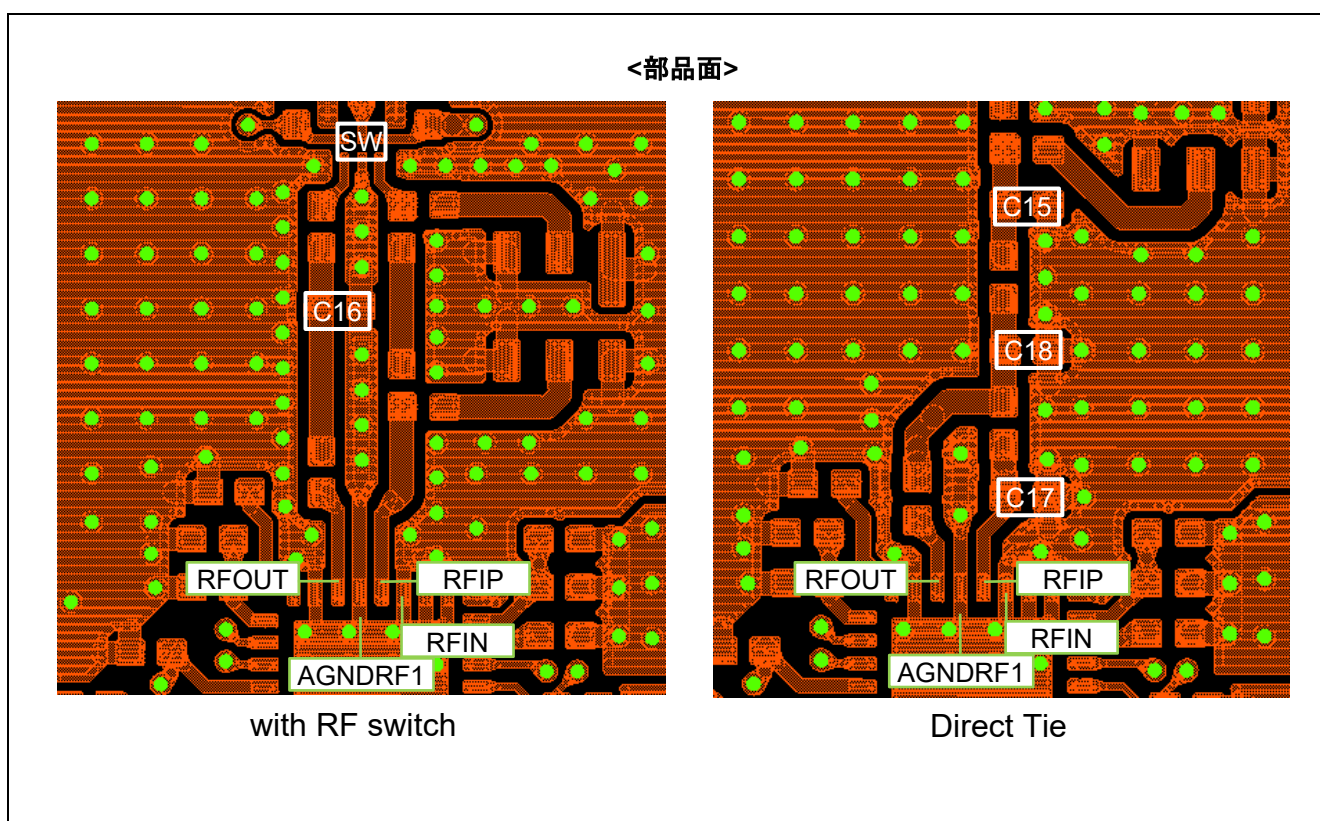 <部品面>
SW
C16
RFOUT
RFIP
RFIN
AGNDRF1
with RF switch
C15
C18
C17
RFOUT
RFIP
RFIN
AGNDRF1
Direct Tie